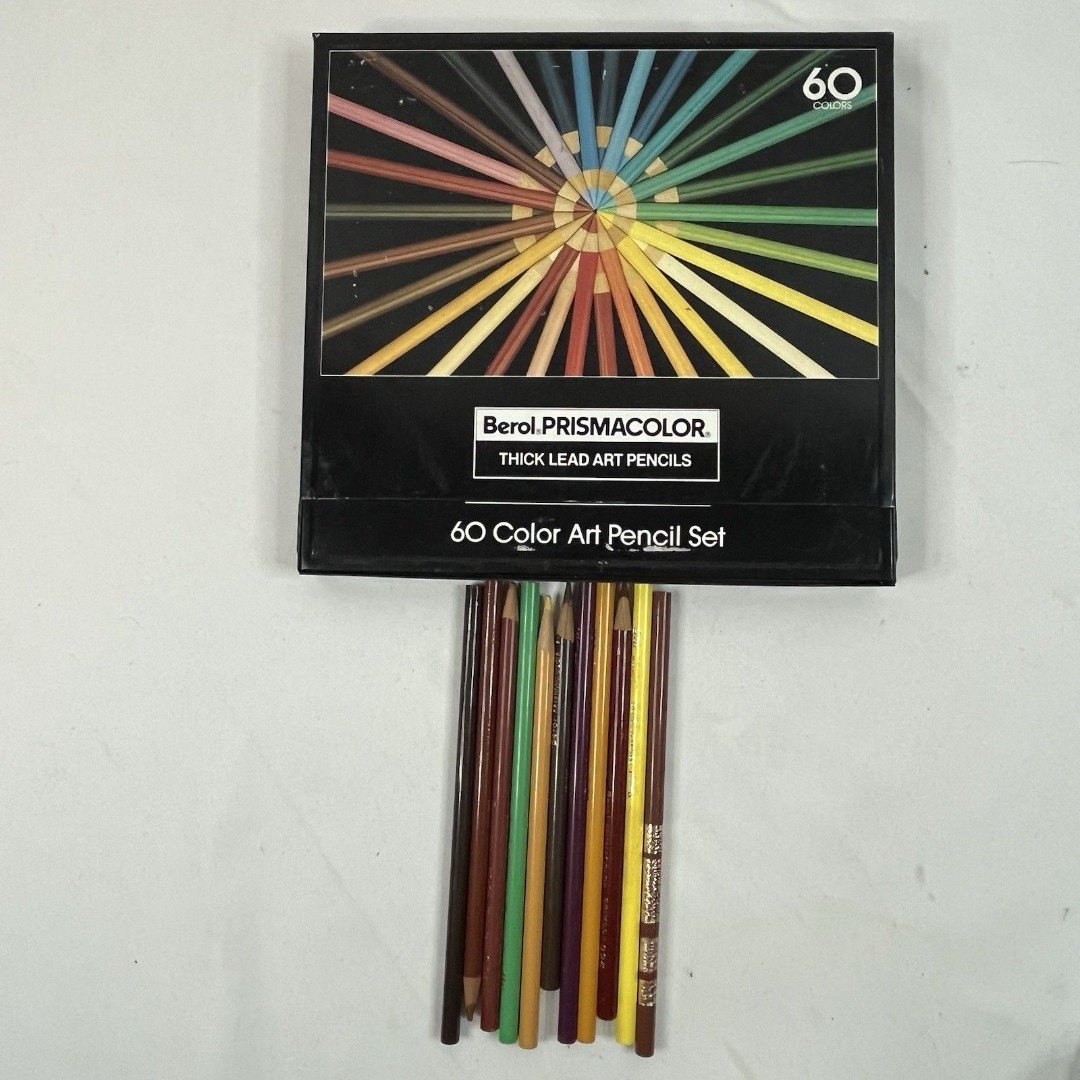 60
COLORS
Berol® PRISMACOLOR®
THICK LEAD ART PENCILS
60 Color Art Pencil Set